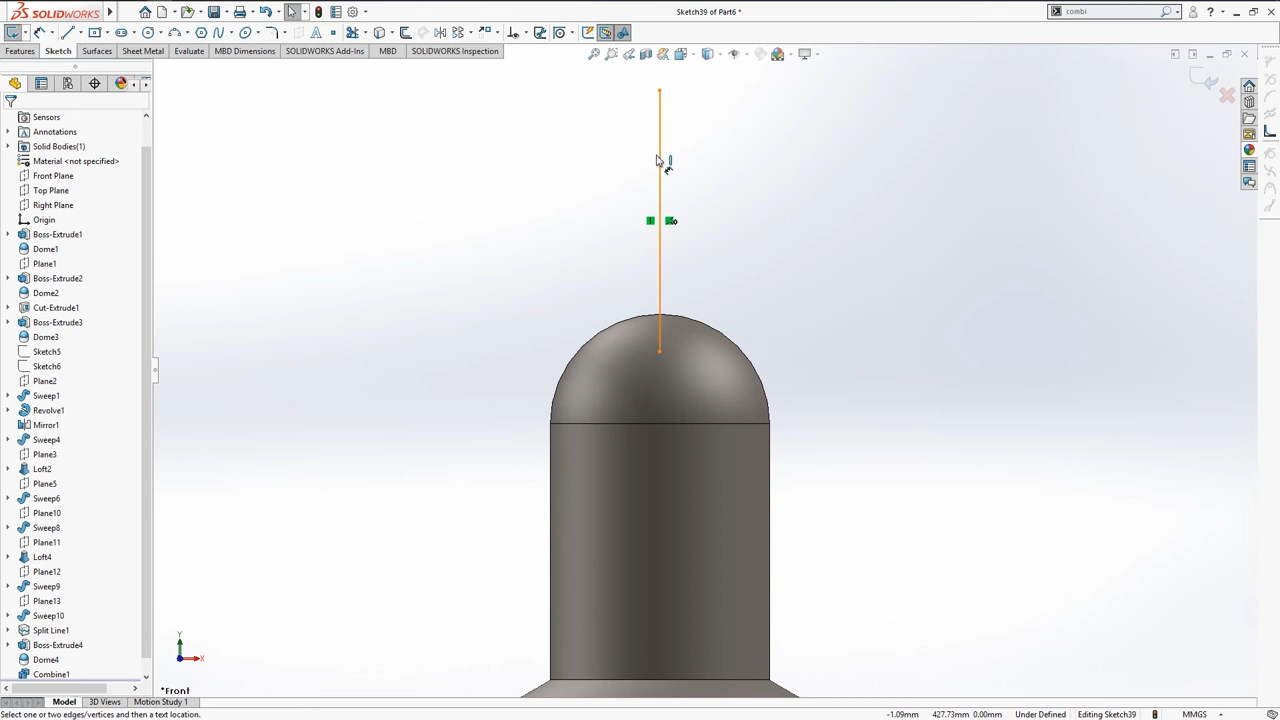 SOLIDWORKS
Sketch39 of Part6 *
combi
Features
Sketch
Surfaces
Sheet Metal
Evaluate
MBD Dimensions
SOLIDWORKS Add-Ins
MBD
SOLIDWORKS Inspection
Sensors
Annotations
Solid Bodies(1)
Material <not specified>
Front Plane
Top Plane
Right Plane
Origin
Boss-Extrude1
Dome1
Plane1
Boss-Extrude2
Dome2
Cut-Extrude1
Boss-Extrude3
Dome3
Sketch5
Sketch6
Plane2
Sweep1
Revolve1
Mirror1
Sweep4
Plane3
Loft2
Plane5
Sweep6
Plane10
Sweep8
Plane11
Loft4
Plane12
Sweep9
Plane13
Sweep10
Split Line1
Boss-Extrude4
Dome4
Combine1
Y
X
*Front
Model
3D Views
Motion Study 1
Select one or two edges/vertices and then a text location.
-1.09mm
427.73mm
0.00mm
Under Defined
Editing Sketch39
MMGS